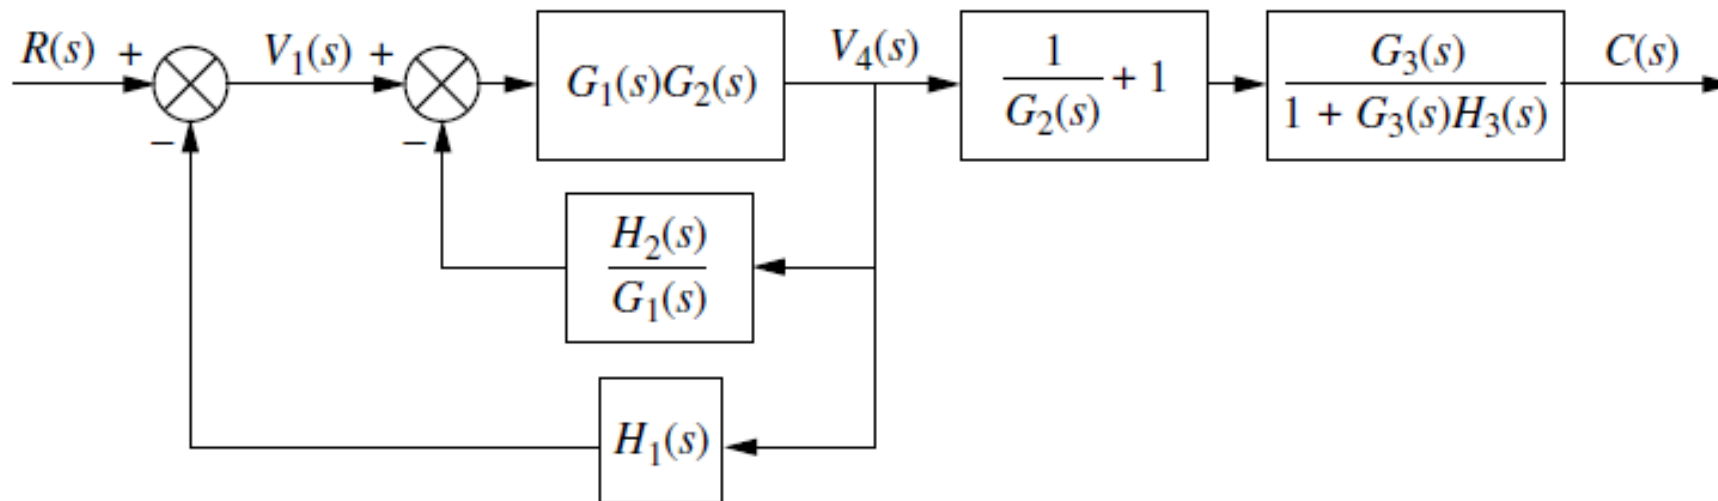 R(s) + V₁(s) + G₁(s)G₂(s) V₄(s) 1/G₂(s) + 1 G₃(s)/1 + G₃(s)H₃(s) C(s)
− −
H₂(s)/G₁(s)
H₁(s)